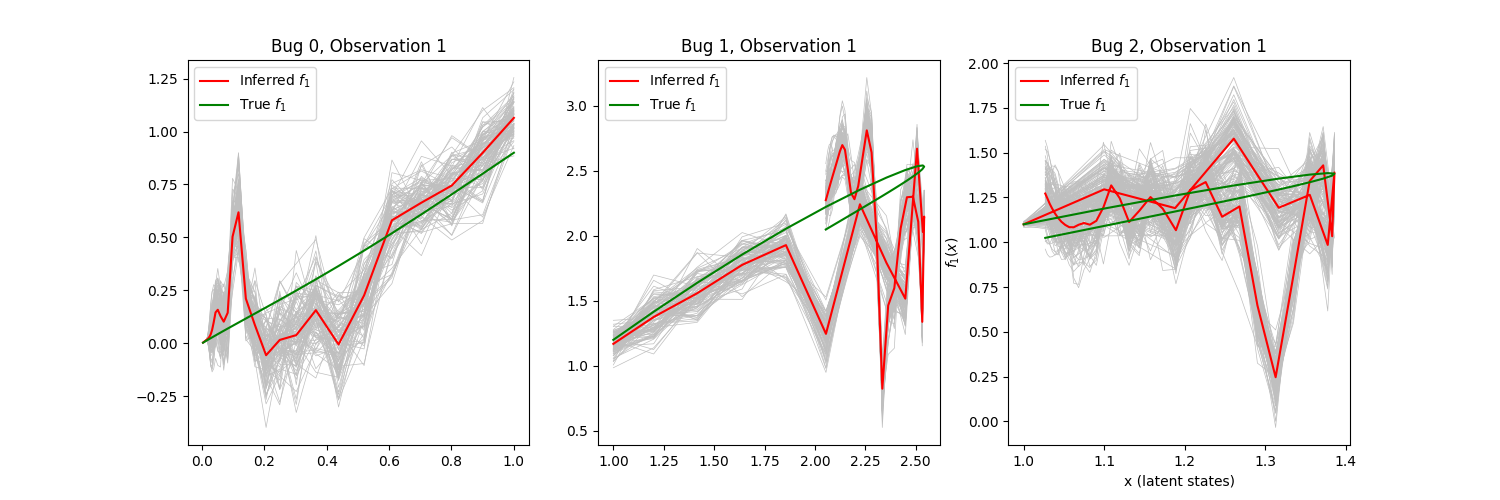 Bug 0, Observation 1
Inferred f₁
True f₁
1.25
1.00
0.75
0.50
0.25
0.00
−0.25
0.0 0.2 0.4 0.6 0.8 1.0
Bug 1, Observation 1
Inferred f₁
True f₁
3.0
2.5
2.0
1.5
1.0
0.5
1.00 1.25 1.50 1.75 2.00 2.25 2.50
Bug 2, Observation 1
Inferred f₁
True f₁
f₁(x)
2.00
1.75
1.50
1.25
1.00
0.75
0.50
0.25
0.00
1.0 1.1 1.2 1.3 1.4
x (latent states)